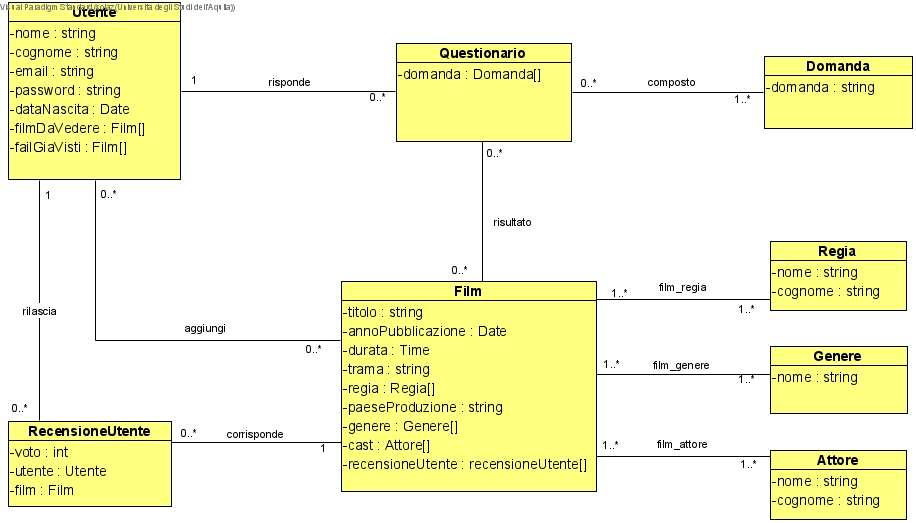 Visual Paradigm Standard(colaz(Universita degli Studi dell'Aquila))
Utente
-nome : string
-cognome : string
-email : string
-password : string
-dataNascita : Date
-filmDaVedere : Film[]
-failGiaVisti : Film[]
1
risponde
0..*
Questionario
-domanda : Domanda[]
0..*
composto
1..*
Domanda
-domanda : string
0..*
risultato
0..*
1
rilascia
0..*
0..*
aggiungi
0..*
Film
-titolo : string
-annoPubblicazione : Date
-durata : Time
-trama : string
-regia : Regia[]
-paeseProduzione : string
-genere : Genere[]
-cast : Attore[]
-recensioneUtente : recensioneUtente[]
1..*
film_regia
1..*
Regia
-nome : string
-cognome : string
1..*
film_genere
1..*
Genere
-nome : string
1..*
film_attore
1..*
Attore
-nome : string
-cognome : string
RecensioneUtente
-voto : int
-utente : Utente
-film : Film
0..*
corrisponde
1